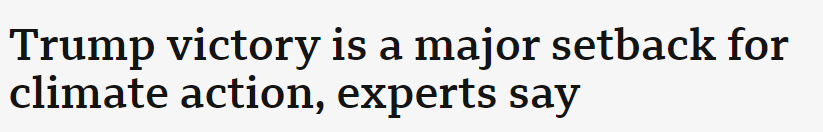 Trump victory is a major setback for
climate action, experts say